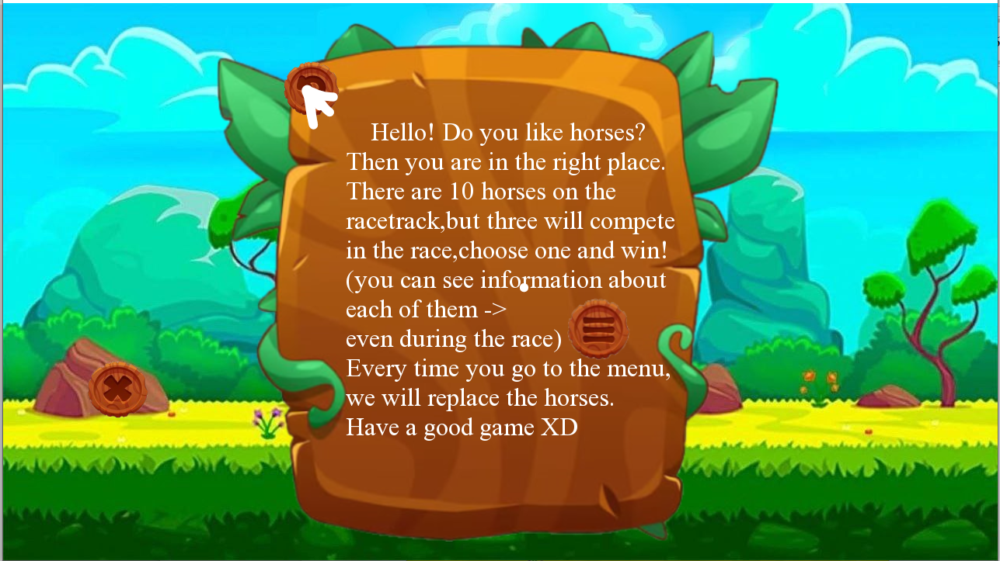 Hello! Do you like horses?
Then you are in the right place.
There are 10 horses on the
racetrack,but three will compete
in the race,choose one and win!
(you can see information about
each of them ->
even during the race)
Every time you go to the menu,
we will replace the horses.
Have a good game XD